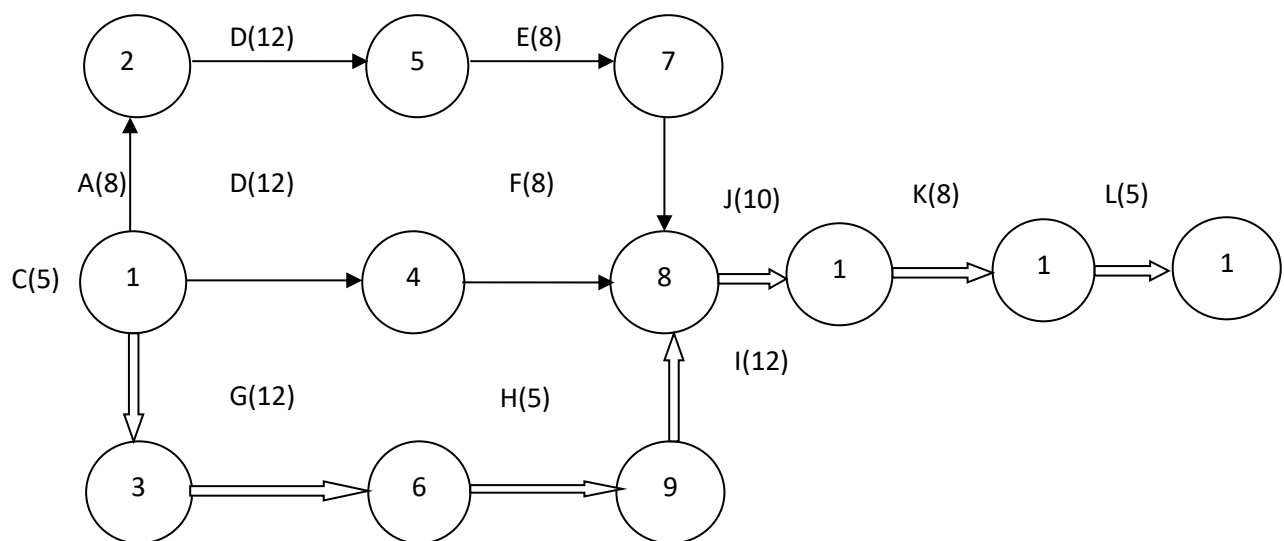 2 D(12) 5 E(8) 7
A(8) D(12) F(8) J(10) K(8) L(5)
C(5) 1 4 8 1 1 1
G(12) H(5) I(12)
3 6 9